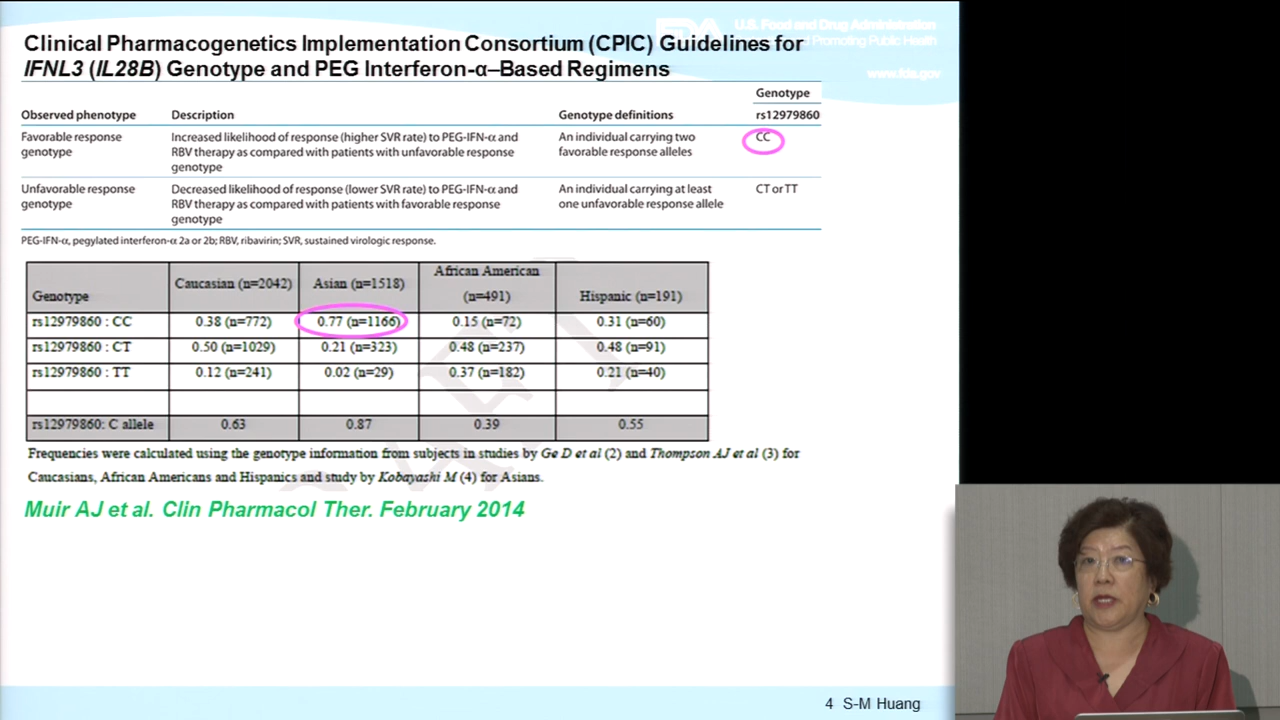 U.S. Food and Drug Administration
Promoting Public Health
www.fda.gov
Clinical Pharmacogenetics Implementation Consortium (CPIC) Guidelines for
IFNL3 (IL28B) Genotype and PEG Interferon-α–Based Regimens
Genotype
Observed phenotype Description Genotype definitions rs12979860
Favorable response Increased likelihood of response (higher SVR rate) to PEG-IFN-α and An individual carrying two CC
genotype RBV therapy as compared with patients with unfavorable response favorable response alleles
genotype
Unfavorable response Decreased likelihood of response (lower SVR rate) to PEG-IFN-α and An individual carrying at least CT or TT
genotype RBV therapy as compared with patients with favorable response one unfavorable response allele
genotype
PEG-IFN-α, pegylated interferon-α 2a or 2b; RBV, ribavirin; SVR, sustained virologic response.
Genotype Caucasian (n=2042) Asian (n=1518) African American (n=491) Hispanic (n=191)
rs12979860 : CC 0.38 (n=772) 0.77 (n=1166) 0.15 (n=72) 0.31 (n=60)
rs12979860 : CT 0.50 (n=1029) 0.21 (n=323) 0.48 (n=237) 0.48 (n=91)
rs12979860 : TT 0.12 (n=241) 0.02 (n=29) 0.37 (n=182) 0.21 (n=40)
rs12979860: C allele 0.63 0.87 0.39 0.55
Frequencies were calculated using the genotype information from subjects in studies by Ge D et al (2) and Thompson AJ et al (3) for
Caucasians, African Americans and Hispanics and study by Kobayashi M (4) for Asians.
Muir AJ et al. Clin Pharmacol Ther. February 2014
4 S-M Huang